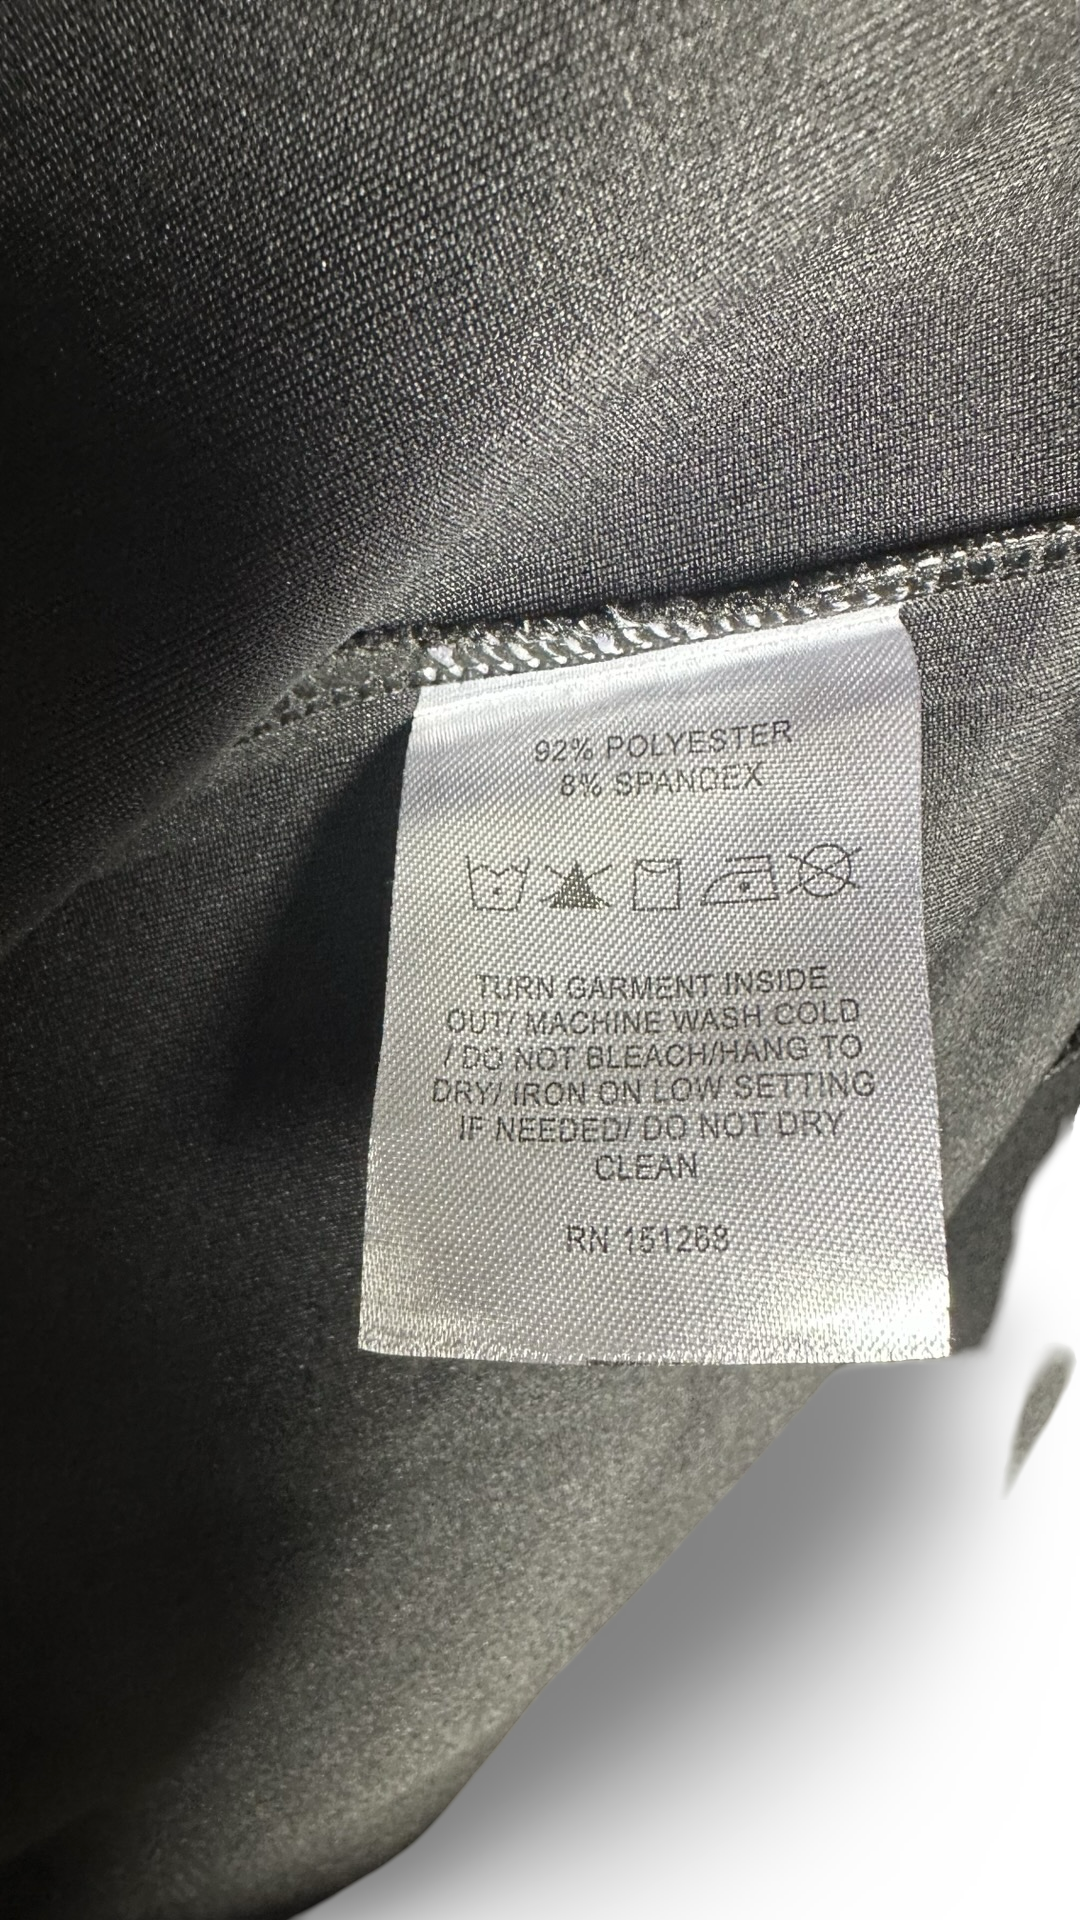 92% POLYESTER
8% SPANDEX
TURN GARMENT INSIDE
OUT/ MACHINE WASH COLD
/ DO NOT BLEACH/HANG TO
DRY/ IRON ON LOW SETTING
IF NEEDED/ DO NOT DRY
CLEAN
RN 151268